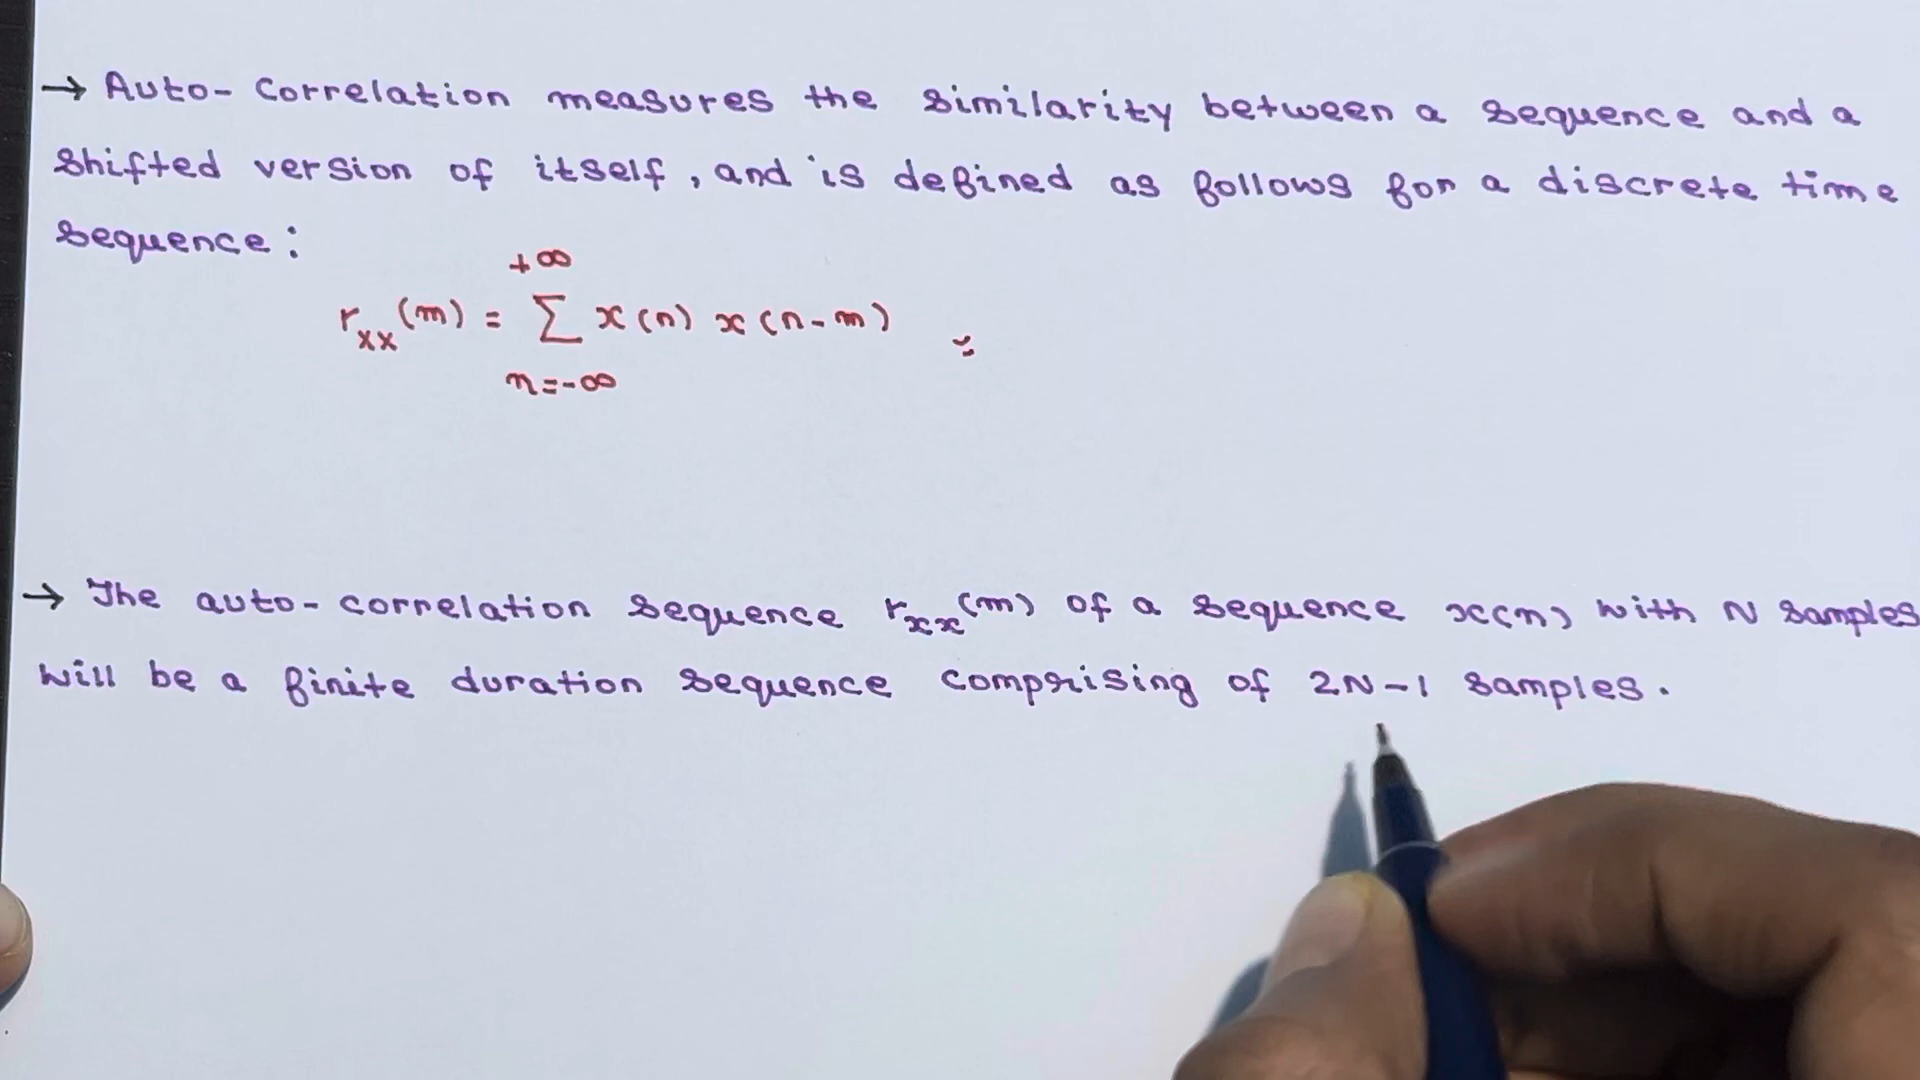 → Auto-Correlation measures the similarity between a sequence and a
shifted version of itself, and is defined as follows for a discrete time
sequence:
+∞
r_xx(m) = Σ x(n) x(n-m)
n=-∞
→ The auto-correlation sequence r_xx(m) of a sequence x(n) with N samples
will be a finite duration sequence comprising of 2N-1 samples.